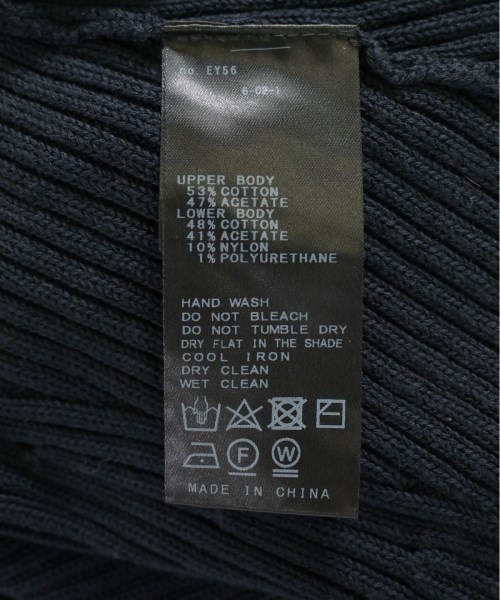 no. EY56
6-02-1
UPPER BODY
53%COTTON
47%ACETATE
LOWER BODY
48%COTTON
41%ACETATE
10%NYLON
1%POLYURETHANE
HAND WASH
DO NOT BLEACH
DO NOT TUMBLE DRY
DRY FLAT IN THE SHADE
COOL IRON
DRY CLEAN
WET CLEAN
F
W
MADE IN CHINA